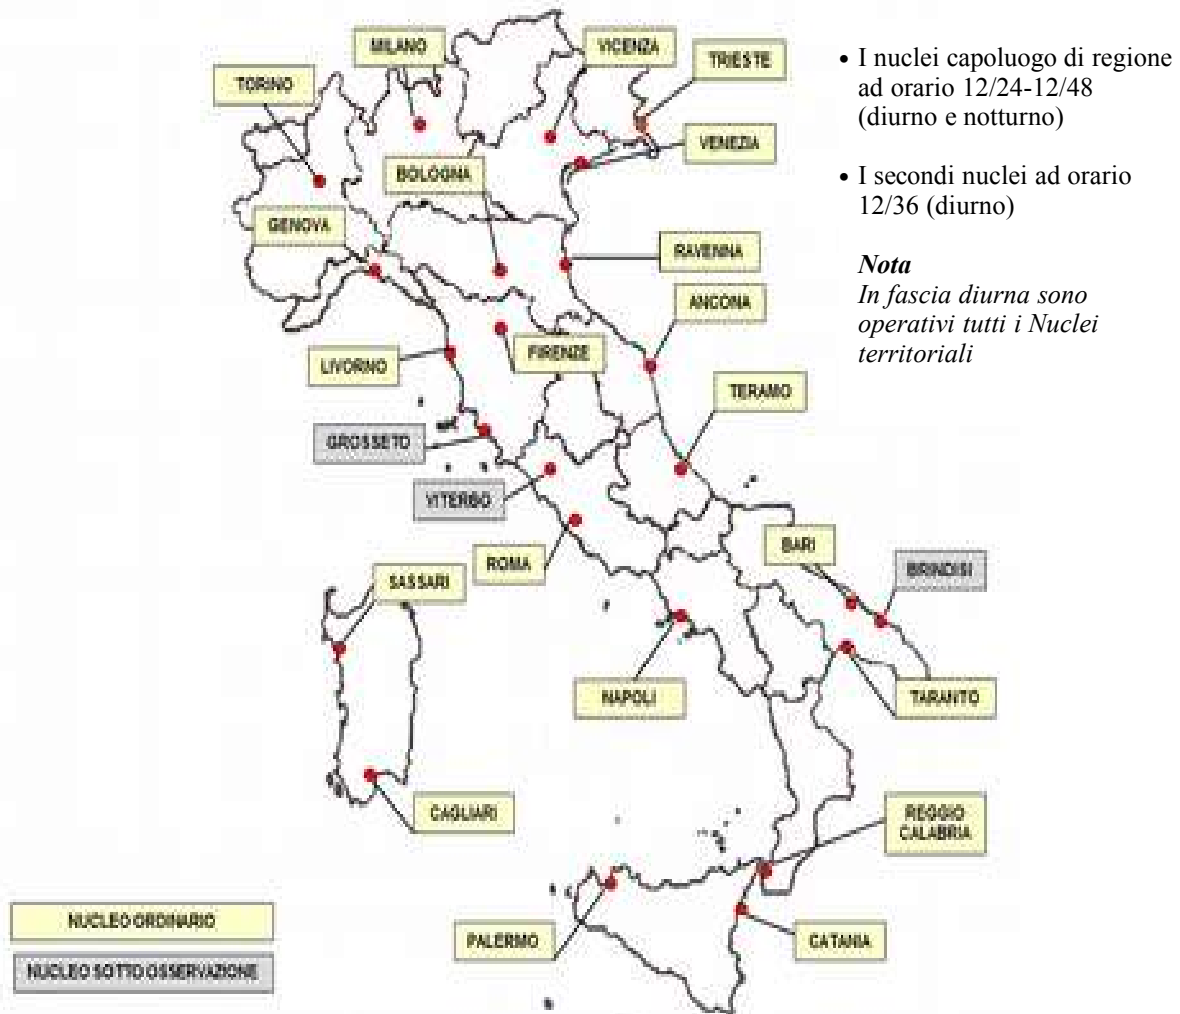 MILANO
VICENZA
TRIESTE
TORINO
VENEZIA
BOLOGNA
GENOVA
RAVENNA
ANCONA
FIRENZE
LIVORNO
TERAMO
GROSSETO
VITERBO
BARI
ROMA
BRINDISI
SASSARI
NAPOLI
TARANTO
CAGLIARI
REGGIO
CALABRIA
PALERMO
CATANIA
NUCLEO ORDINARIO
NUCLEO SOTTO OSSERVAZIONE
• I nuclei capoluogo di regione
ad orario 12/24-12/48
(diurno e notturno)
• I secondi nuclei ad orario
12/36 (diurno)
Nota
In fascia diurna sono
operativi tutti i Nuclei
territoriali